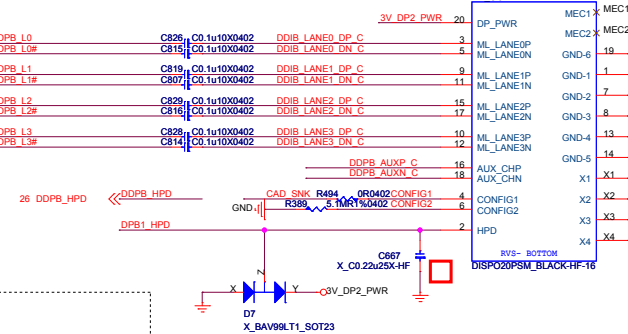 3V_DP2_PWR 20 DP_PWR MEC1 MEC1
MEC2 MEC2
DPB_L0 C826 C0.1u10X0402 DDIB_LANE0_DP_C 3 ML_LANE0P
DPB_L0# C815 C0.1u10X0402 DDIB_LANE0_DN_C 5 ML_LANE0N GND-6 19
DPB_L1 C819 C0.1u10X0402 DDIB_LANE1_DP_C 9 ML_LANE1P GND-1 1
DPB_L1# C807 C0.1u10X0402 DDIB_LANE1_DN_C 11 ML_LANE1N
GND-2 7
DPB_L2 C829 C0.1u10X0402 DDIB_LANE2_DP_C 15 ML_LANE2P
DPB_L2# C816 C0.1u10X0402 DDIB_LANE2_DN_C 17 ML_LANE2N GND-3 8
DPB_L3 C828 C0.1u10X0402 DDIB_LANE3_DP_C 10 ML_LANE3P GND-4 13
DPB_L3# C814 C0.1u10X0402 DDIB_LANE3_DN_C 12 ML_LANE3N
GND-5 14
DDPB_AUXP_C 16 AUX_CHP
DDPB_AUXN_C 18 AUX_CHN X1 X1
26 DDPB_HPD DDPB_HPD CAD_SNK R494 0R0402 CONFIG1 4 CONFIG1 X2 X2
GND R389 5.1MR1%0402 CONFIG2 6 CONFIG2
X3 X3
DPB1_HPD 2 HPD
X4 X4
RVS- BOTTOM
C667 DISPO20PSM_BLACK-HF-16
X_C0.22u25X-HF
Z
X Y 3V_DP2_PWR
D7
X_BAV99LT1_SOT23